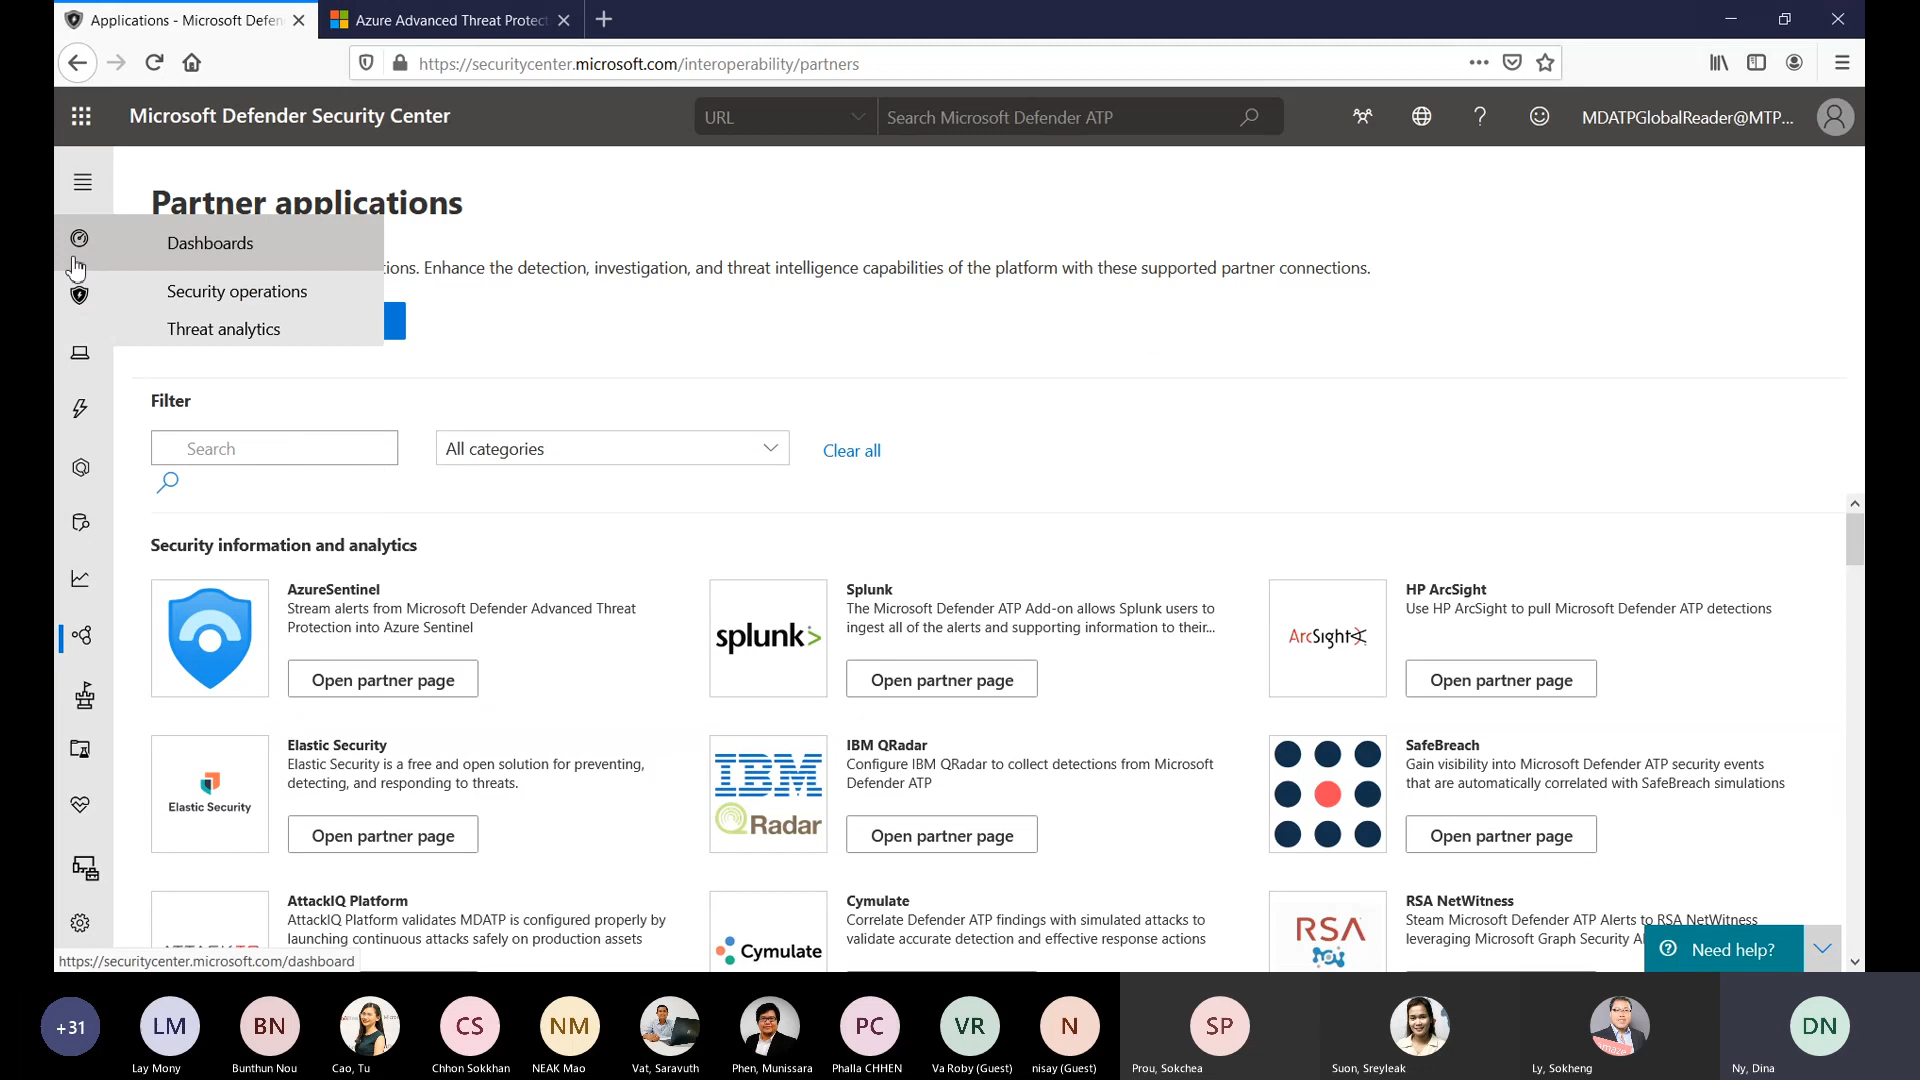 Applications - Microsoft Defen
Azure Advanced Threat Protect
https://securitycenter.microsoft.com/interoperability/partners
Microsoft Defender Security Center
URL
Search Microsoft Defender ATP
MDATPGlobalReader@MTP...
Partner applications
Dashboards
ions. Enhance the detection, investigation, and threat intelligence capabilities of the platform with these supported partner connections.
Security operations
Threat analytics
Filter
Search
All categories
Clear all
Security information and analytics
AzureSentinel
Stream alerts from Microsoft Defender Advanced Threat
Protection into Azure Sentinel
Open partner page
splunk>
Splunk
The Microsoft Defender ATP Add-on allows Splunk users to
ingest all of the alerts and supporting information to their...
Open partner page
ArcSight
HP ArcSight
Use HP ArcSight to pull Microsoft Defender ATP detections
Open partner page
Elastic Security
Elastic Security
Elastic Security is a free and open solution for preventing,
detecting, and responding to threats.
Open partner page
IBM
QRadar
IBM QRadar
Configure IBM QRadar to collect detections from Microsoft
Defender ATP
Open partner page
SafeBreach
Gain visibility into Microsoft Defender ATP security events
that are automatically correlated with SafeBreach simulations
Open partner page
AttackIQ Platform
AttackIQ Platform validates MDATP is configured properly by
launching continuous attacks safely on production assets
Cymulate
Cymulate
Correlate Defender ATP findings with simulated attacks to
validate accurate detection and effective response actions
RSA
RSA NetWitness
Steam Microsoft Defender ATP Alerts to RSA NetWitness
leveraging Microsoft Graph Security
Need help?
https://securitycenter.microsoft.com/dashboard
+31
LM
BN
CS
NM
PC
VR
N
SP
DN
Lay Mony
Bunthun Nou
Cao, Tu
Chhon Sokkhan
NEAK Mao
Vat, Saravuth
Phen, Munissara
Phalla CHHEN
Va Roby (Guest)
nisay (Guest)
Prou, Sokchea
Suon, Sreyleak
Ly, Sokheng
Ny, Dina